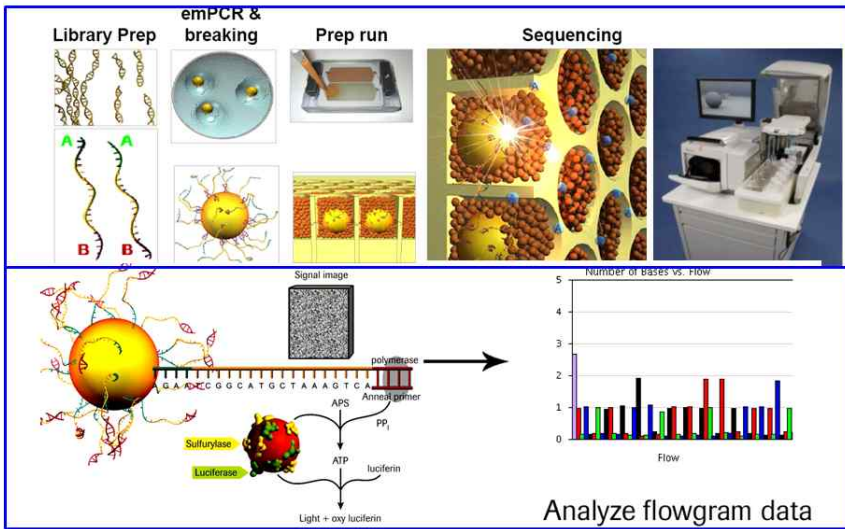 emPCR &
Library Prep
breaking
Prep run
Sequencing
A A
B B
Signal image
polymerase
AGAATCGGCATGCTAAAGTCA
Anneal primer
APS
PPi
Sulfurylase
Luciferase
ATP
luciferin
Light + oxy luciferin
Number of Bases vs. Flow
5
4
3
2
1
0
Flow
Analyze flowgram data